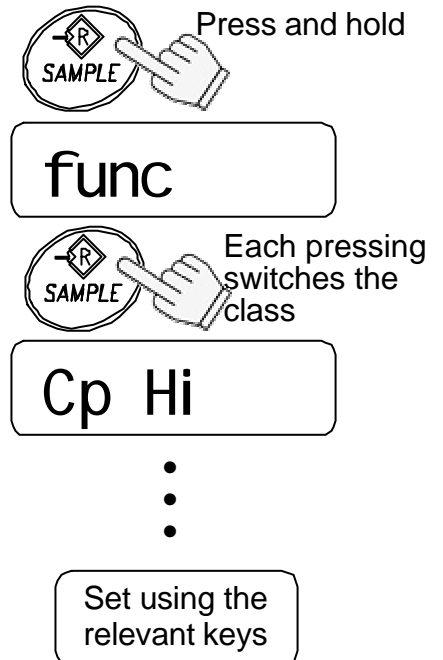 R
SAMPLE
Press and hold
func
R
SAMPLE
Each pressing
switches the
class
Cp Hi
Set using the
relevant keys